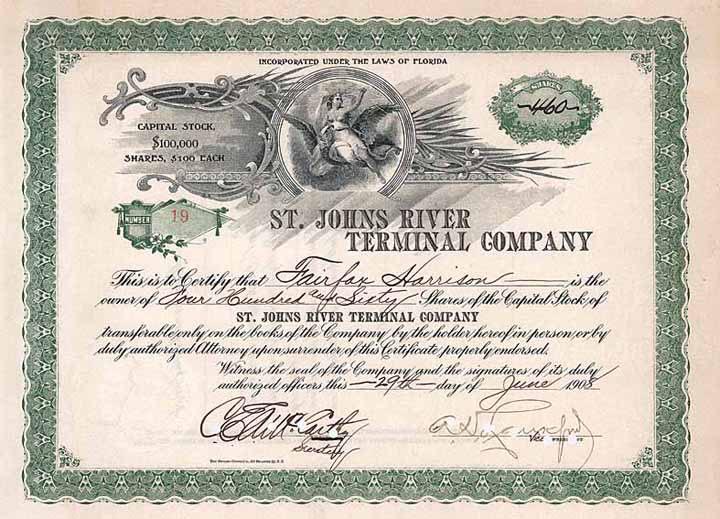 INCORPORATED UNDER THE LAWS OF FLORIDA
SHARES
460
CAPITAL STOCK,
$100,000
SHARES, $100 EACH
NUMBER
19
ST. JOHNS RIVER
TERMINAL COMPANY
This is to Certify that Fairfax Harrison is the
owner of Four Hundred and Sixty Shares of the Capital Stock of
ST. JOHNS RIVER TERMINAL COMPANY
transferable only on the books of the Company by the holder hereof in person or by
duly authorized Attorney upon surrender of this Certificate properly endorsed.
Witness the seal of the Company and the signatures of its duly
authorized officers this 29th day of June 1908
Secretary
VICE PRESIDENT